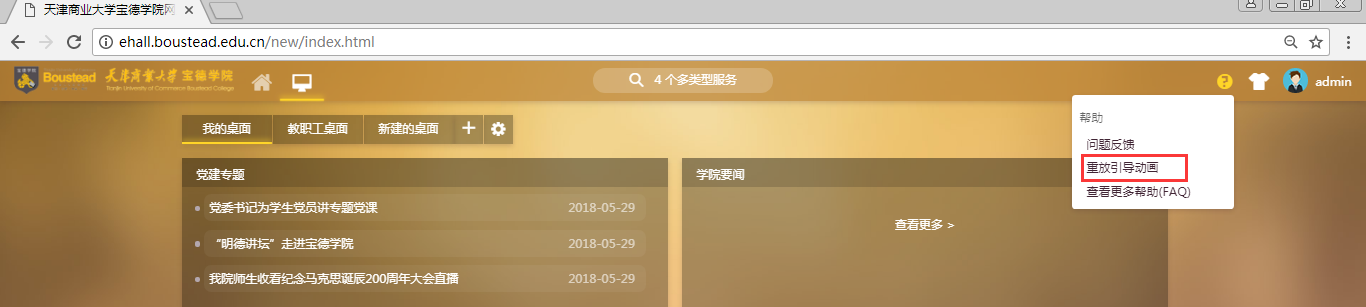 天津商业大学宝德学院网
ehall.boustead.edu.cn/new/index.html
Boustead 天津商业大学 宝德学院
Tianjin University of Commerce Boustead College
4 个多类型服务
admin
我的桌面 教职工桌面 新建的桌面
帮助
问题反馈
重放引导动画
查看更多帮助(FAQ)
党建专题
党委书记为学生党员讲专题党课 2018-05-29
“明德讲坛”走进宝德学院 2018-05-29
我院师生收看纪念马克思诞辰200周年大会直播 2018-05-29
学院要闻
查看更多 >